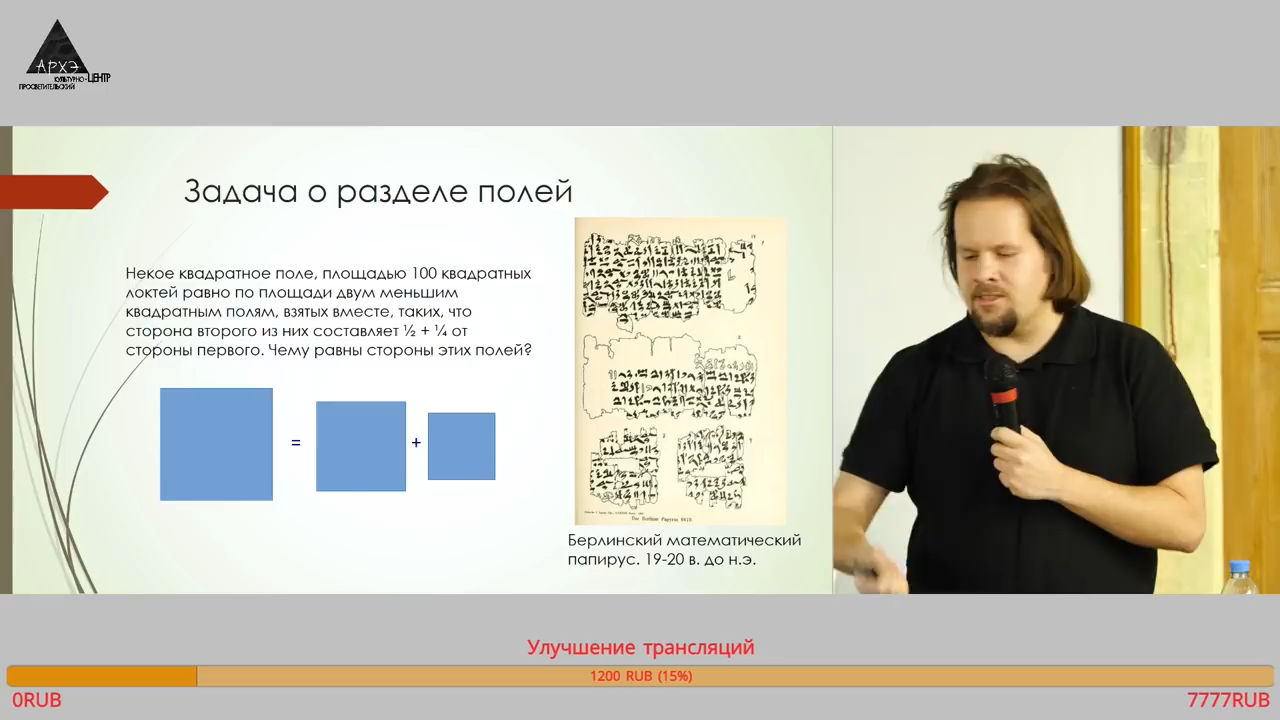 АРХЭ
КУЛЬТУРНО-ЦЕНТР
ПРОСВЕТИТЕЛЬСКИЙ
Задача о разделе полей
Некое квадратное поле, площадью 100 квадратных
локтей равно по площади двум меньшим
квадратным полям, взятых вместе, таких, что
сторона второго из них составляет ½ + ¼ от
стороны первого. Чему равны стороны этих полей?
=
+
Берлинский математический
папирус. 19-20 в. до н.э.
Улучшение трансляций
1200 RUB (15%)
0RUB
7777RUB